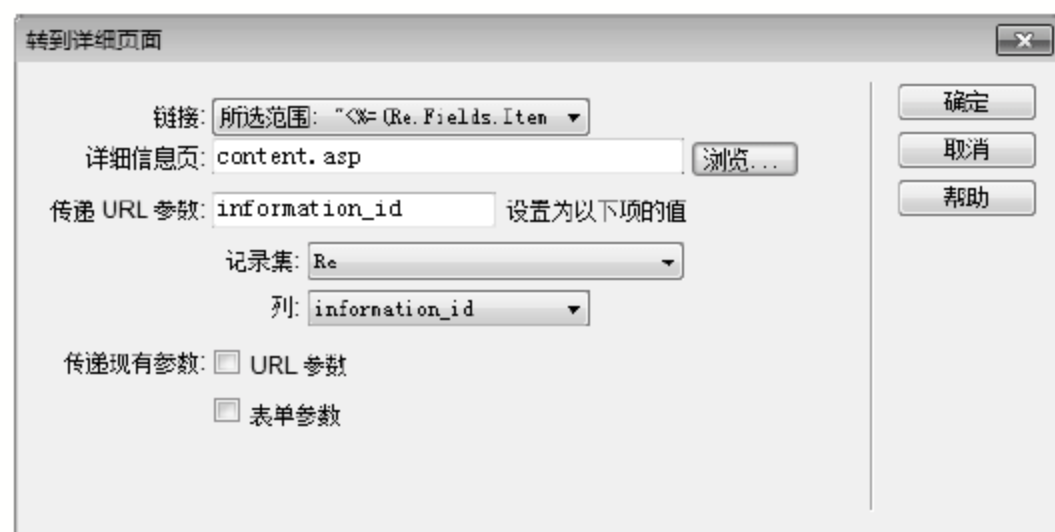 转到详细页面
链接: 所选范围: "<%=(Re.Fields.Item
确定
详细信息页: content.asp 浏览...
取消
传递 URL 参数: information_id 设置为以下项的值
帮助
记录集: Re
列: information_id
传递现有参数: URL 参数
表单参数